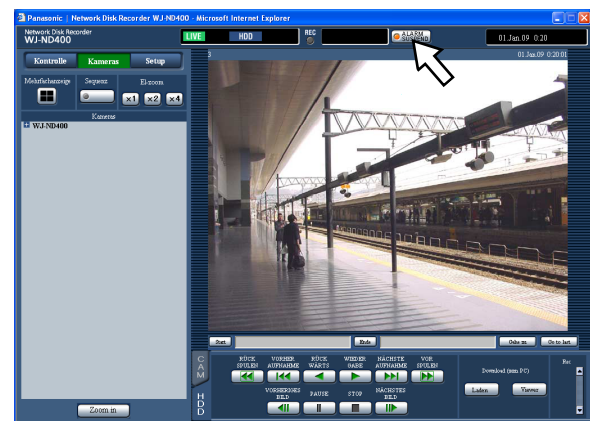 Panasonic | Network Disk Recorder WJ-ND400 - Microsoft Internet Explorer
Network Disk Recorder
WJ-ND400
LIVE HDD REC ALARM SUSPEND 01.Jan.09 0:20
Kontrolle Kameras Setup
3 01.Jan.09 0:20:01
Mehrfachanzeige Sequenz El-zoom
x1 x2 x4
Kameras
WJ-ND400
Start Ende Gehe zu Go to last
CAM
HDD
RÜCK SPULEN VORHER AUFNAHME RÜCK WÄRTS WIEDER GABE NÄCHSTE AUFNAHME VOR SPULEN
VORHERIGES BILD PAUSE STOP NÄCHSTES BILD
Download (zum PC)
Laden Viewer
Rec
Zoom in